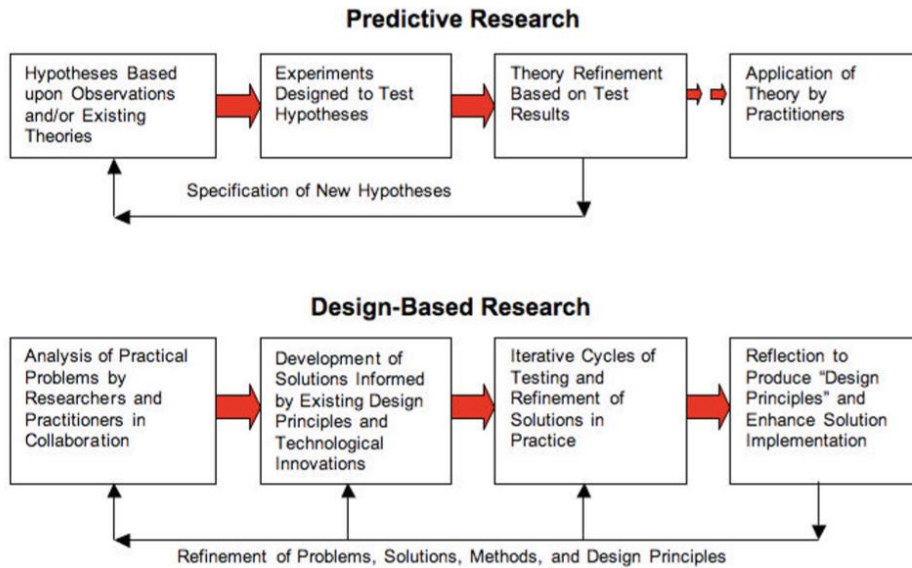 Predictive Research
Hypotheses Based
upon Observations
and/or Existing
Theories
Experiments
Designed to Test
Hypotheses
Theory Refinement
Based on Test
Results
Application of
Theory by
Practitioners
Specification of New Hypotheses
Design-Based Research
Analysis of Practical
Problems by
Researchers and
Practitioners in
Collaboration
Development of
Solutions Informed
by Existing Design
Principles and
Technological
Innovations
Iterative Cycles of
Testing and
Refinement of
Solutions in
Practice
Reflection to
Produce “Design
Principles” and
Enhance Solution
Implementation
Refinement of Problems, Solutions, Methods, and Design Principles